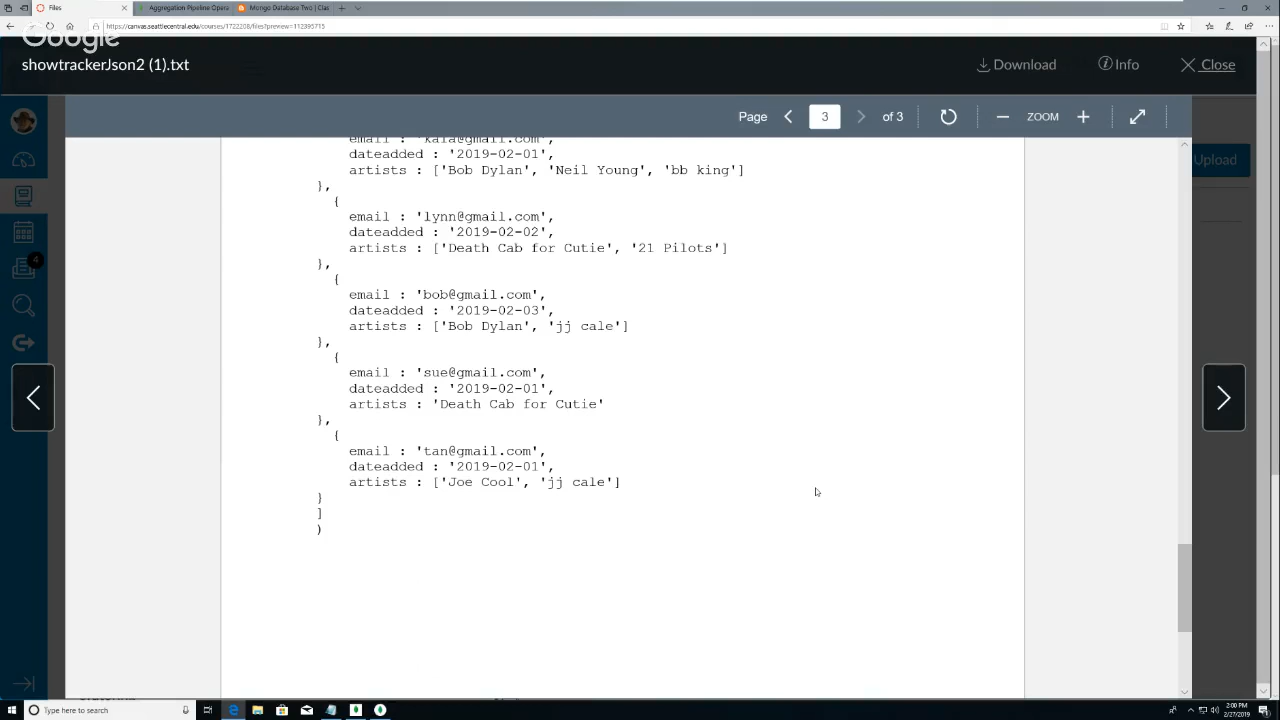 Files
Aggregation Pipeline Opera
Mongo Database Two | Clas
https://canvas.seattlecentral.edu/courses/1722208/files?preview=112395715
Google
showtrackerJson2 (1).txt
Download
Info
Close
Page
3
of 3
ZOOM
Upload
4
email : 'kala@gmail.com',
dateadded : '2019-02-01',
artists : ['Bob Dylan', 'Neil Young', 'bb king']
},
{
email : 'lynn@gmail.com',
dateadded : '2019-02-02',
artists : ['Death Cab for Cutie', '21 Pilots']
},
{
email : 'bob@gmail.com',
dateadded : '2019-02-03',
artists : ['Bob Dylan', 'jj cale']
},
{
email : 'sue@gmail.com',
dateadded : '2019-02-01',
artists : 'Death Cab for Cutie'
},
{
email : 'tan@gmail.com',
dateadded : '2019-02-01',
artists : ['Joe Cool', 'jj cale']
}
]
)
Type here to search
2:00 PM
2/27/2019